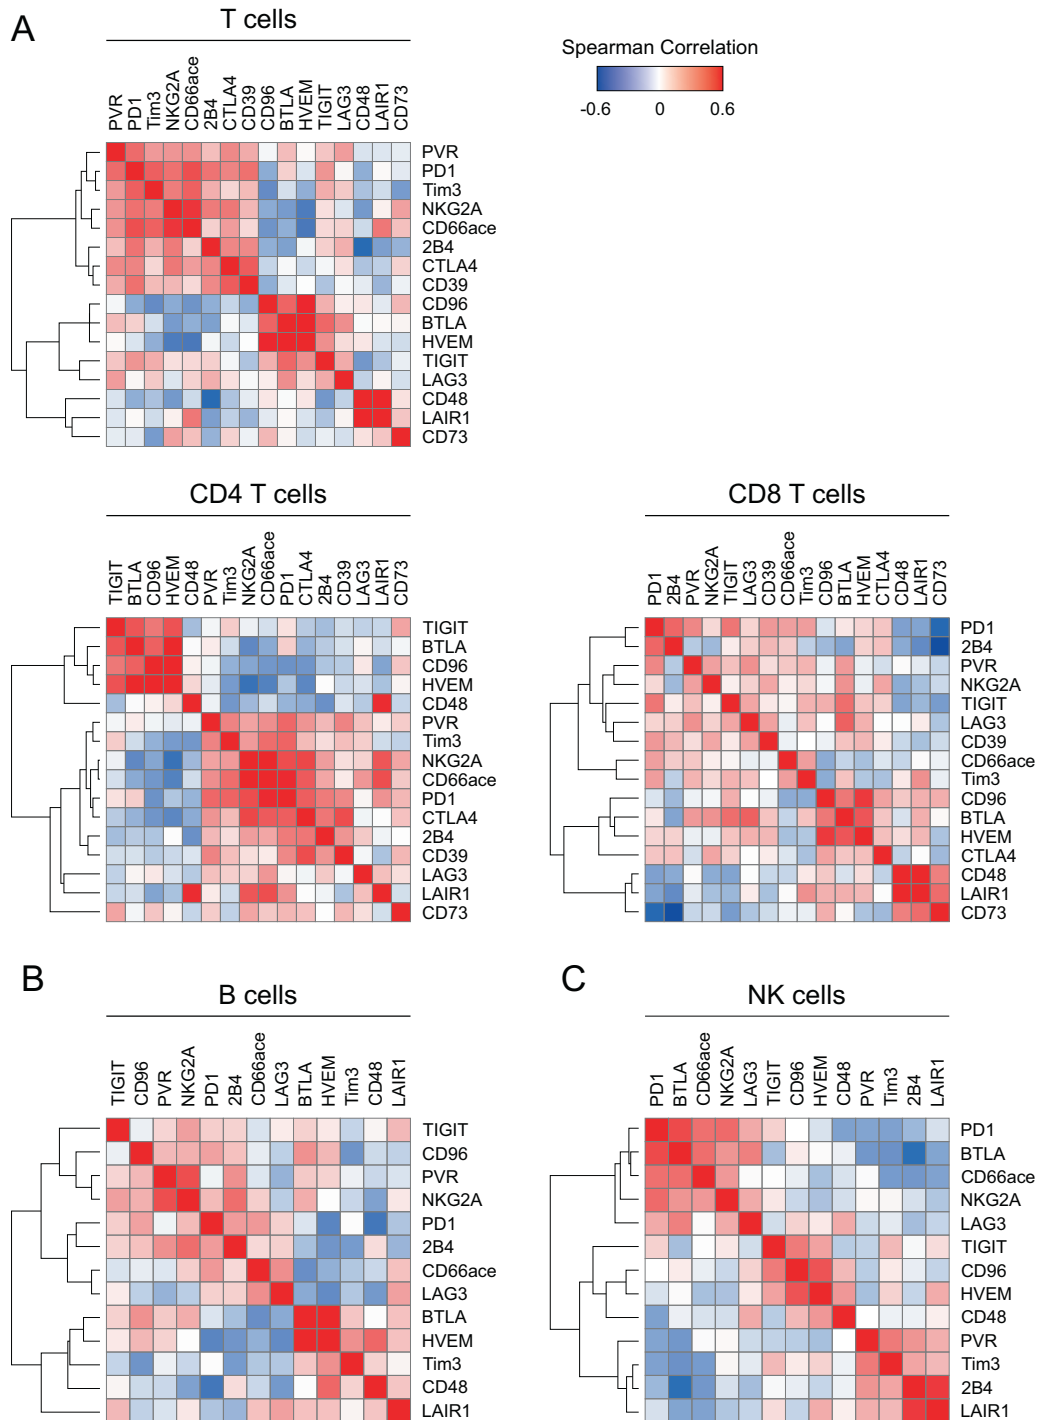 A
T cells
Spearman Correlation
-0.6 0 0.6
PVR PD1 Tim3 NKG2A CD66ace 2B4 CTLA4 CD39 CD96 BTLA HVEM TIGIT LAG3 CD48 LAIR1 CD73
PVR
PD1
Tim3
NKG2A
CD66ace
2B4
CTLA4
CD39
CD96
BTLA
HVEM
TIGIT
LAG3
CD48
LAIR1
CD73
CD4 T cells
TIGIT BTLA CD96 HVEM CD48 PVR Tim3 NKG2A CD66ace PD1 CTLA4 2B4 CD39 LAG3 LAIR1 CD73
TIGIT
BTLA
CD96
HVEM
CD48
PVR
Tim3
NKG2A
CD66ace
PD1
CTLA4
2B4
CD39
LAG3
LAIR1
CD73
CD8 T cells
PD1 2B4 PVR NKG2A TIGIT LAG3 CD39 CD66ace Tim3 CD96 BTLA HVEM CTLA4 CD48 LAIR1 CD73
PD1
2B4
PVR
NKG2A
TIGIT
LAG3
CD39
CD66ace
Tim3
CD96
BTLA
HVEM
CTLA4
CD48
LAIR1
CD73
B
B cells
TIGIT CD96 PVR NKG2A PD1 2B4 CD66ace LAG3 BTLA HVEM Tim3 CD48 LAIR1
TIGIT
CD96
PVR
NKG2A
PD1
2B4
CD66ace
LAG3
BTLA
HVEM
Tim3
CD48
LAIR1
C
NK cells
PD1 BTLA CD66ace NKG2A LAG3 TIGIT CD96 HVEM CD48 PVR Tim3 2B4 LAIR1
PD1
BTLA
CD66ace
NKG2A
LAG3
TIGIT
CD96
HVEM
CD48
PVR
Tim3
2B4
LAIR1